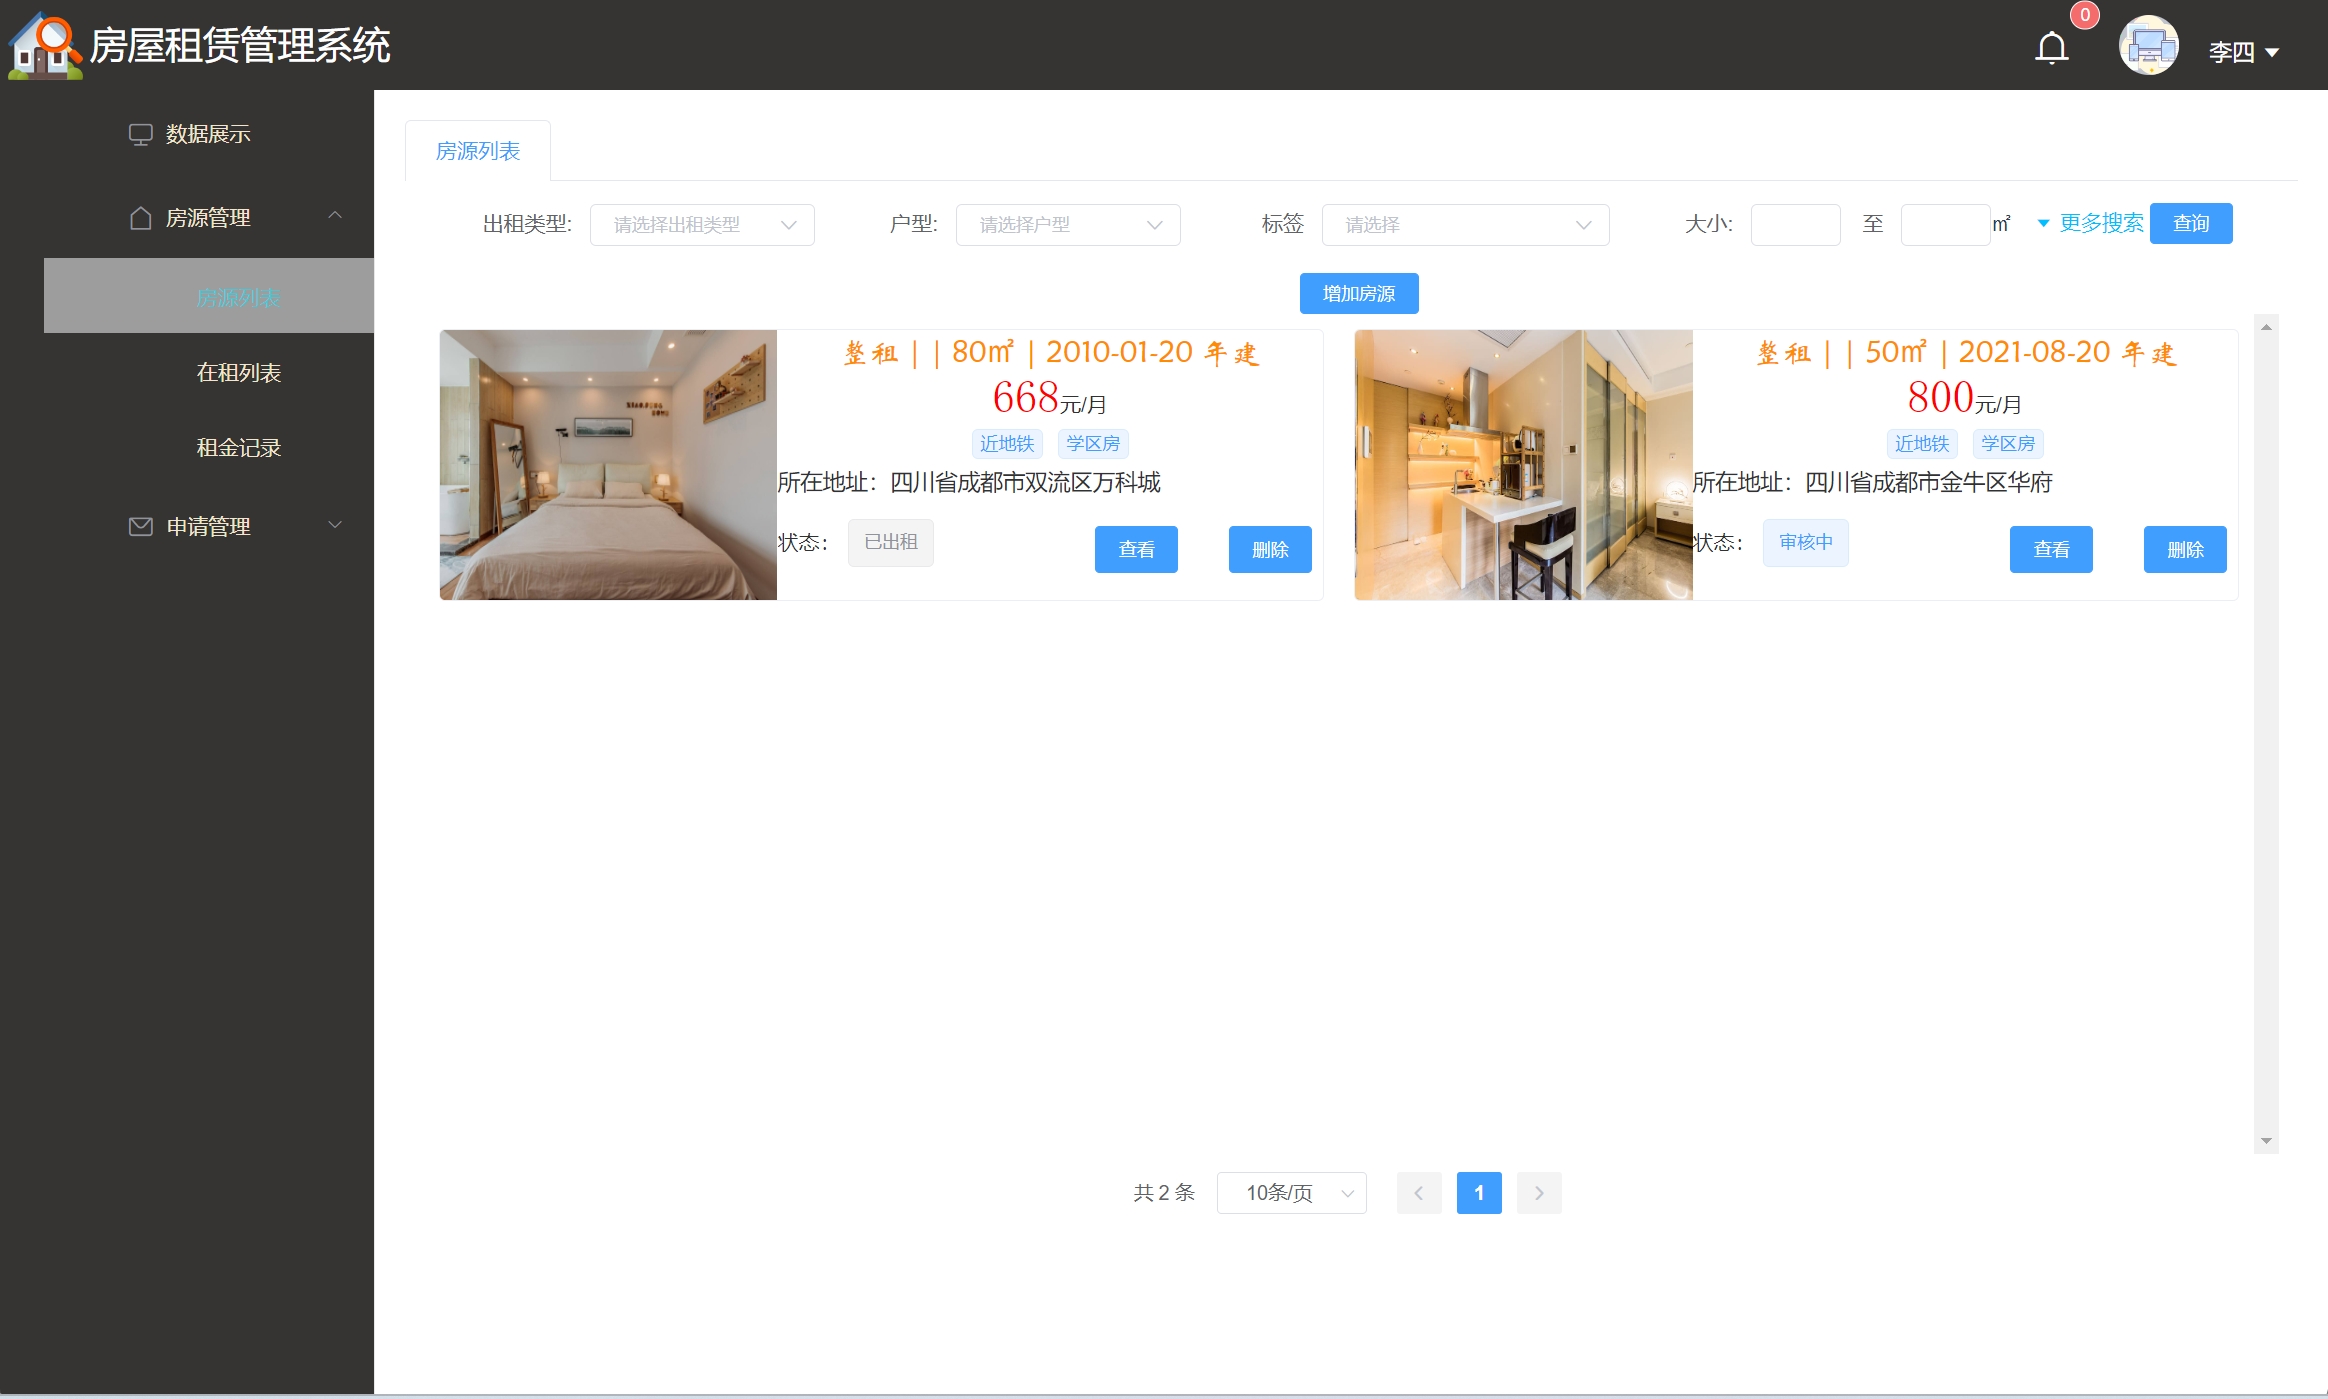 房屋租赁管理系统
0
李四
数据展示
房源管理
房源列表
在租列表
租金记录
申请管理
房源列表
出租类型: 请选择出租类型 户型: 请选择户型 标签 请选择 大小: 至 ㎡ 更多搜索 查询
增加房源
整租 | | 80㎡ | 2010-01-20 年建
668元/月
近地铁 学区房
所在地址：四川省成都市双流区万科城
状态： 已出租 查看 删除
整租 | | 50㎡ | 2021-08-20 年建
800元/月
近地铁 学区房
所在地址：四川省成都市金牛区华府
状态： 审核中 查看 删除
共 2 条 10条/页 1